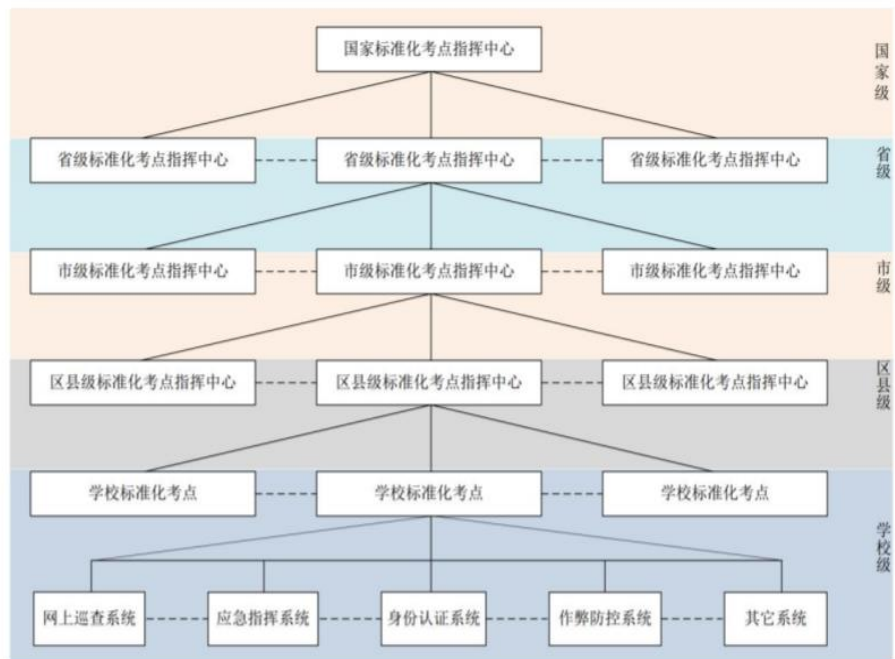 国家标准化考点指挥中心
国家级
省级标准化考点指挥中心
省级标准化考点指挥中心
省级标准化考点指挥中心
省级
市级标准化考点指挥中心
市级标准化考点指挥中心
市级标准化考点指挥中心
市级
区县级标准化考点指挥中心
区县级标准化考点指挥中心
区县级标准化考点指挥中心
区县级
学校标准化考点
学校标准化考点
学校标准化考点
学校级
网上巡查系统
应急指挥系统
身份认证系统
作弊防控系统
其它系统